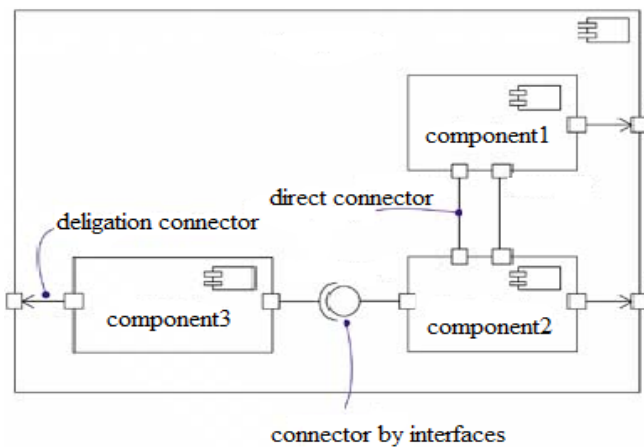 component1
direct connector
deligation connector
component3
component2
connector by interfaces